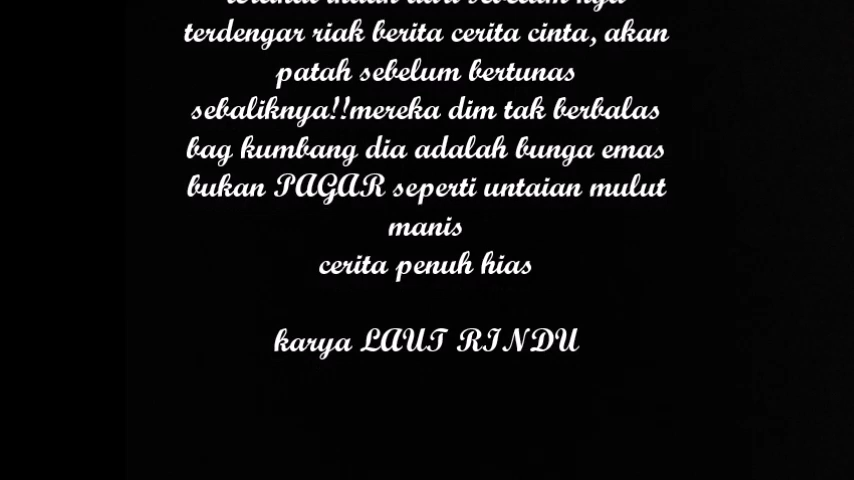 terdengar riak berita cerita cinta, akan
patah sebelum bertunas
sebaliknya!!mereka dim tak berbalas
bag kumbang dia adalah bunga emas
bukan PAGAR seperti untaian mulut
manis
cerita penuh hias
karya LAUT RINDU